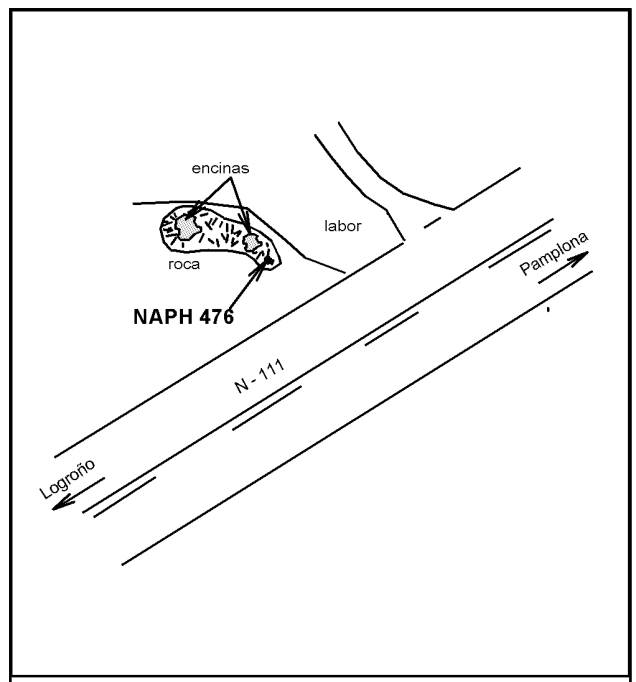 encinas
labor
roca
Pamplona
NAPH 476
N - 111
Logroño